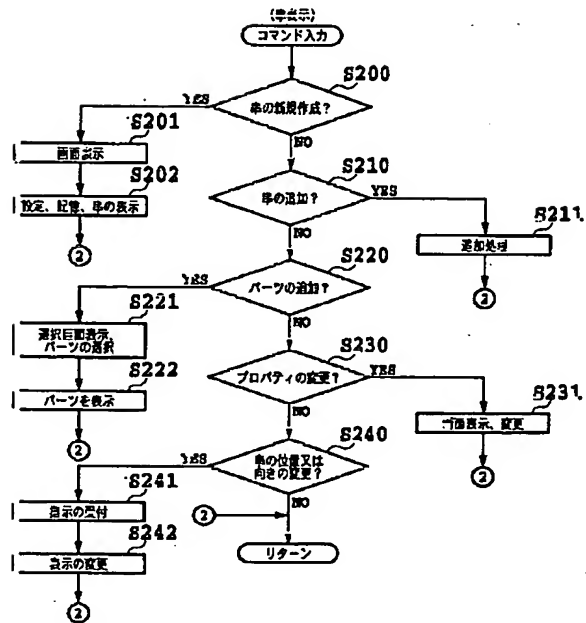 (車表示)
コマンド入力
S200
車の新規作成?
YES
NO
S201
画面表示
S202
設定、記憶、車の表示
②
S210
車の追加?
YES
NO
S211
追加処理
②
S220
パーツの追加?
YES
NO
S221
選択画面表示、
パーツの選択
S222
パーツを表示
②
S230
プロパティの変更?
YES
NO
S231
画面表示、変更
②
S240
車の位置又は
向きの変更?
YES
NO
S241
指示の受付
S242
表示の変更
②
②
リターン